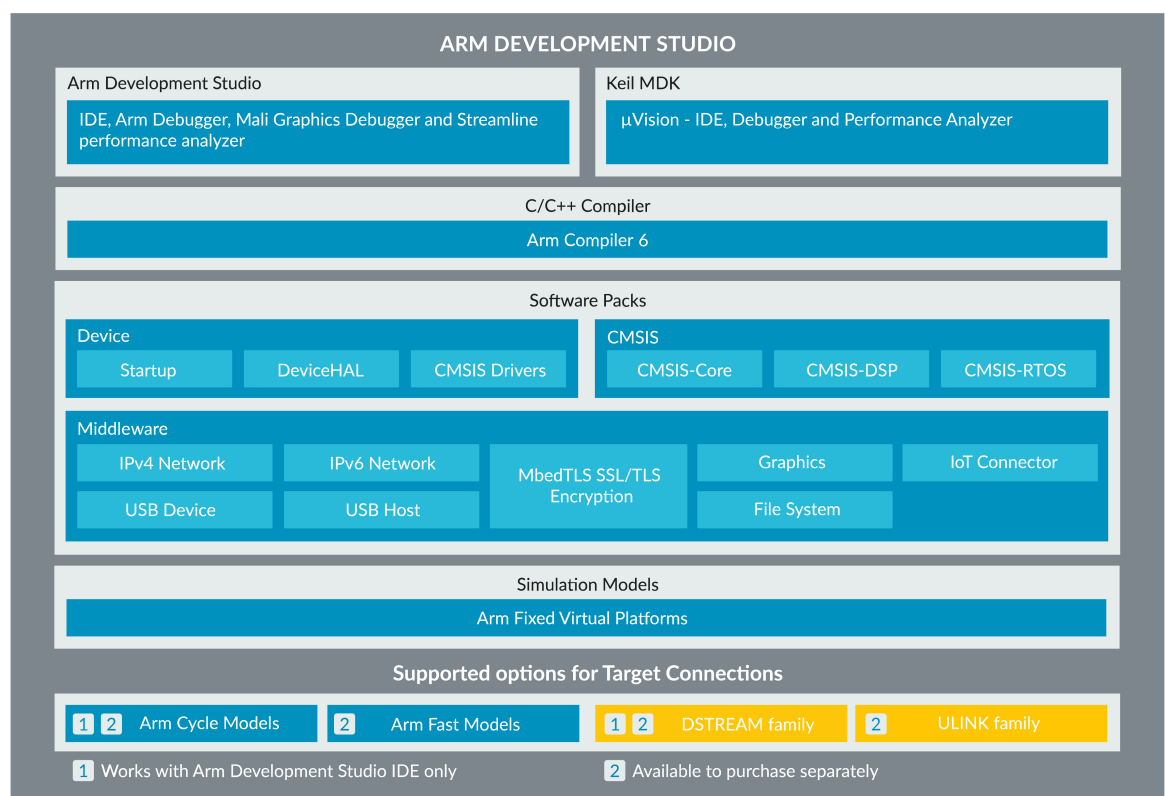 ARM DEVELOPMENT STUDIO
Arm Development Studio
IDE, Arm Debugger, Mali Graphics Debugger and Streamline
performance analyzer
Keil MDK
µVision - IDE, Debugger and Performance Analyzer
C/C++ Compiler
Arm Compiler 6
Software Packs
Device
Startup
DeviceHAL
CMSIS Drivers
CMSIS
CMSIS-Core
CMSIS-DSP
CMSIS-RTOS
Middleware
IPv4 Network
IPv6 Network
MbedTLS SSL/TLS
Encryption
Graphics
IoT Connector
USB Device
USB Host
File System
Simulation Models
Arm Fixed Virtual Platforms
Supported options for Target Connections
1 2 Arm Cycle Models
2 Arm Fast Models
1 2 DSTREAM family
2 ULINK family
1 Works with Arm Development Studio IDE only
2 Available to purchase separately